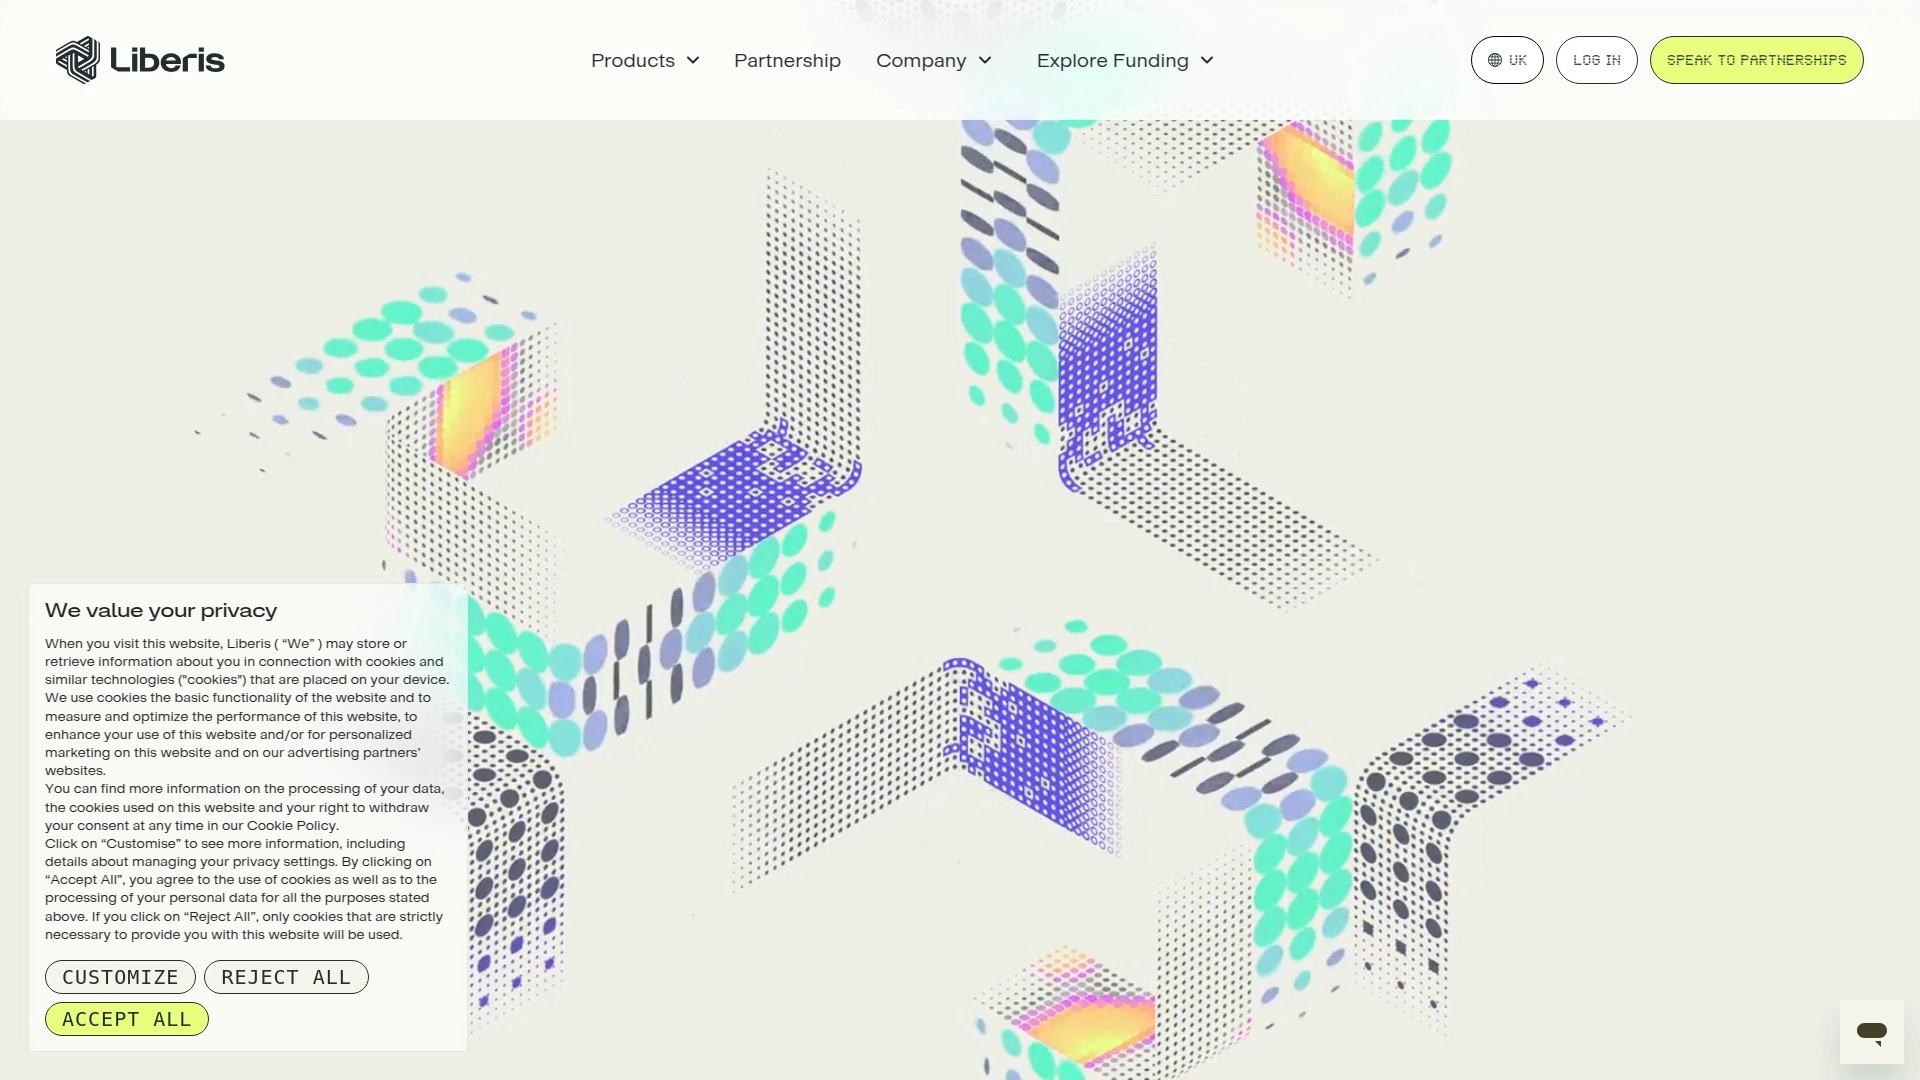 Liberis
Products
Partnership
Company
Explore Funding
UK
LOG IN
SPEAK TO PARTNERSHIPS
We value your privacy
When you visit this website, Liberis ( “We” ) may store or
retrieve information about you in connection with cookies and
similar technologies ("cookies") that are placed on your device.
We use cookies the basic functionality of the website and to
measure and optimize the performance of this website, to
enhance your use of this website and/or for personalized
marketing on this website and on our advertising partners’
websites.
You can find more information on the processing of your data,
the cookies used on this website and your right to withdraw
your consent at any time in our Cookie Policy.
Click on “Customise” to see more information, including
details about managing your privacy settings. By clicking on
“Accept All”, you agree to the use of cookies as well as to the
processing of your personal data for all the purposes stated
above. If you click on “Reject All”, only cookies that are strictly
necessary to provide you with this website will be used.
CUSTOMIZE
REJECT ALL
ACCEPT ALL